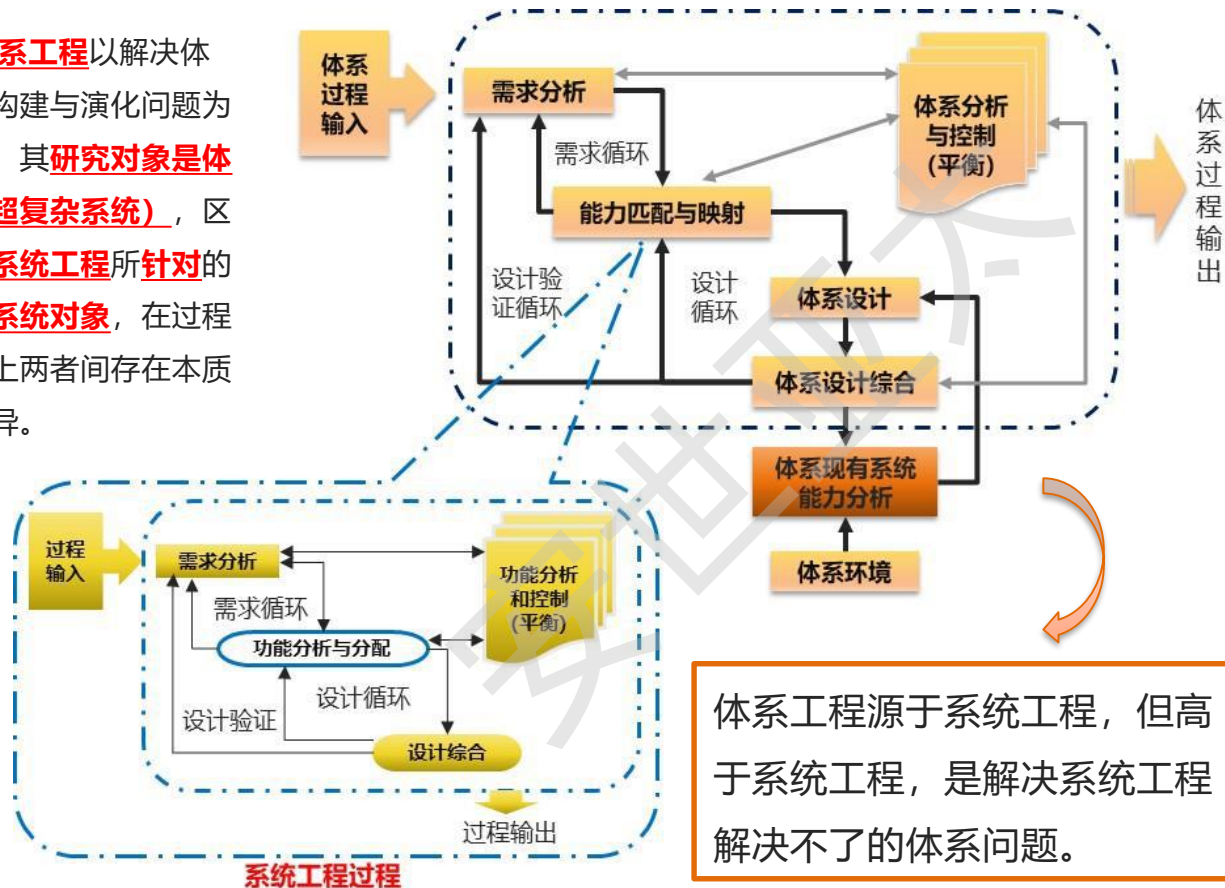 系工程以解决体
构建与演化问题为
其研究对象是体
超复杂系统），区
系统工程所针对的
系统对象，在过程
上两者间存在本质
异。
体系
过程
输入
需求分析
体系分析
与控制
(平衡)
需求循环
能力匹配与映射
设计验
证循环
设计
循环
体系设计
体系设计综合
体系现有系统
能力分析
体系环境
体系过程输出
过程
输入
需求分析
功能分析
和控制
(平衡)
需求循环
功能分析与分配
设计循环
设计验证
设计综合
过程输出
系统工程过程
体系工程源于系统工程，但高
于系统工程，是解决系统工程
解决不了的体系问题。
安世亚太